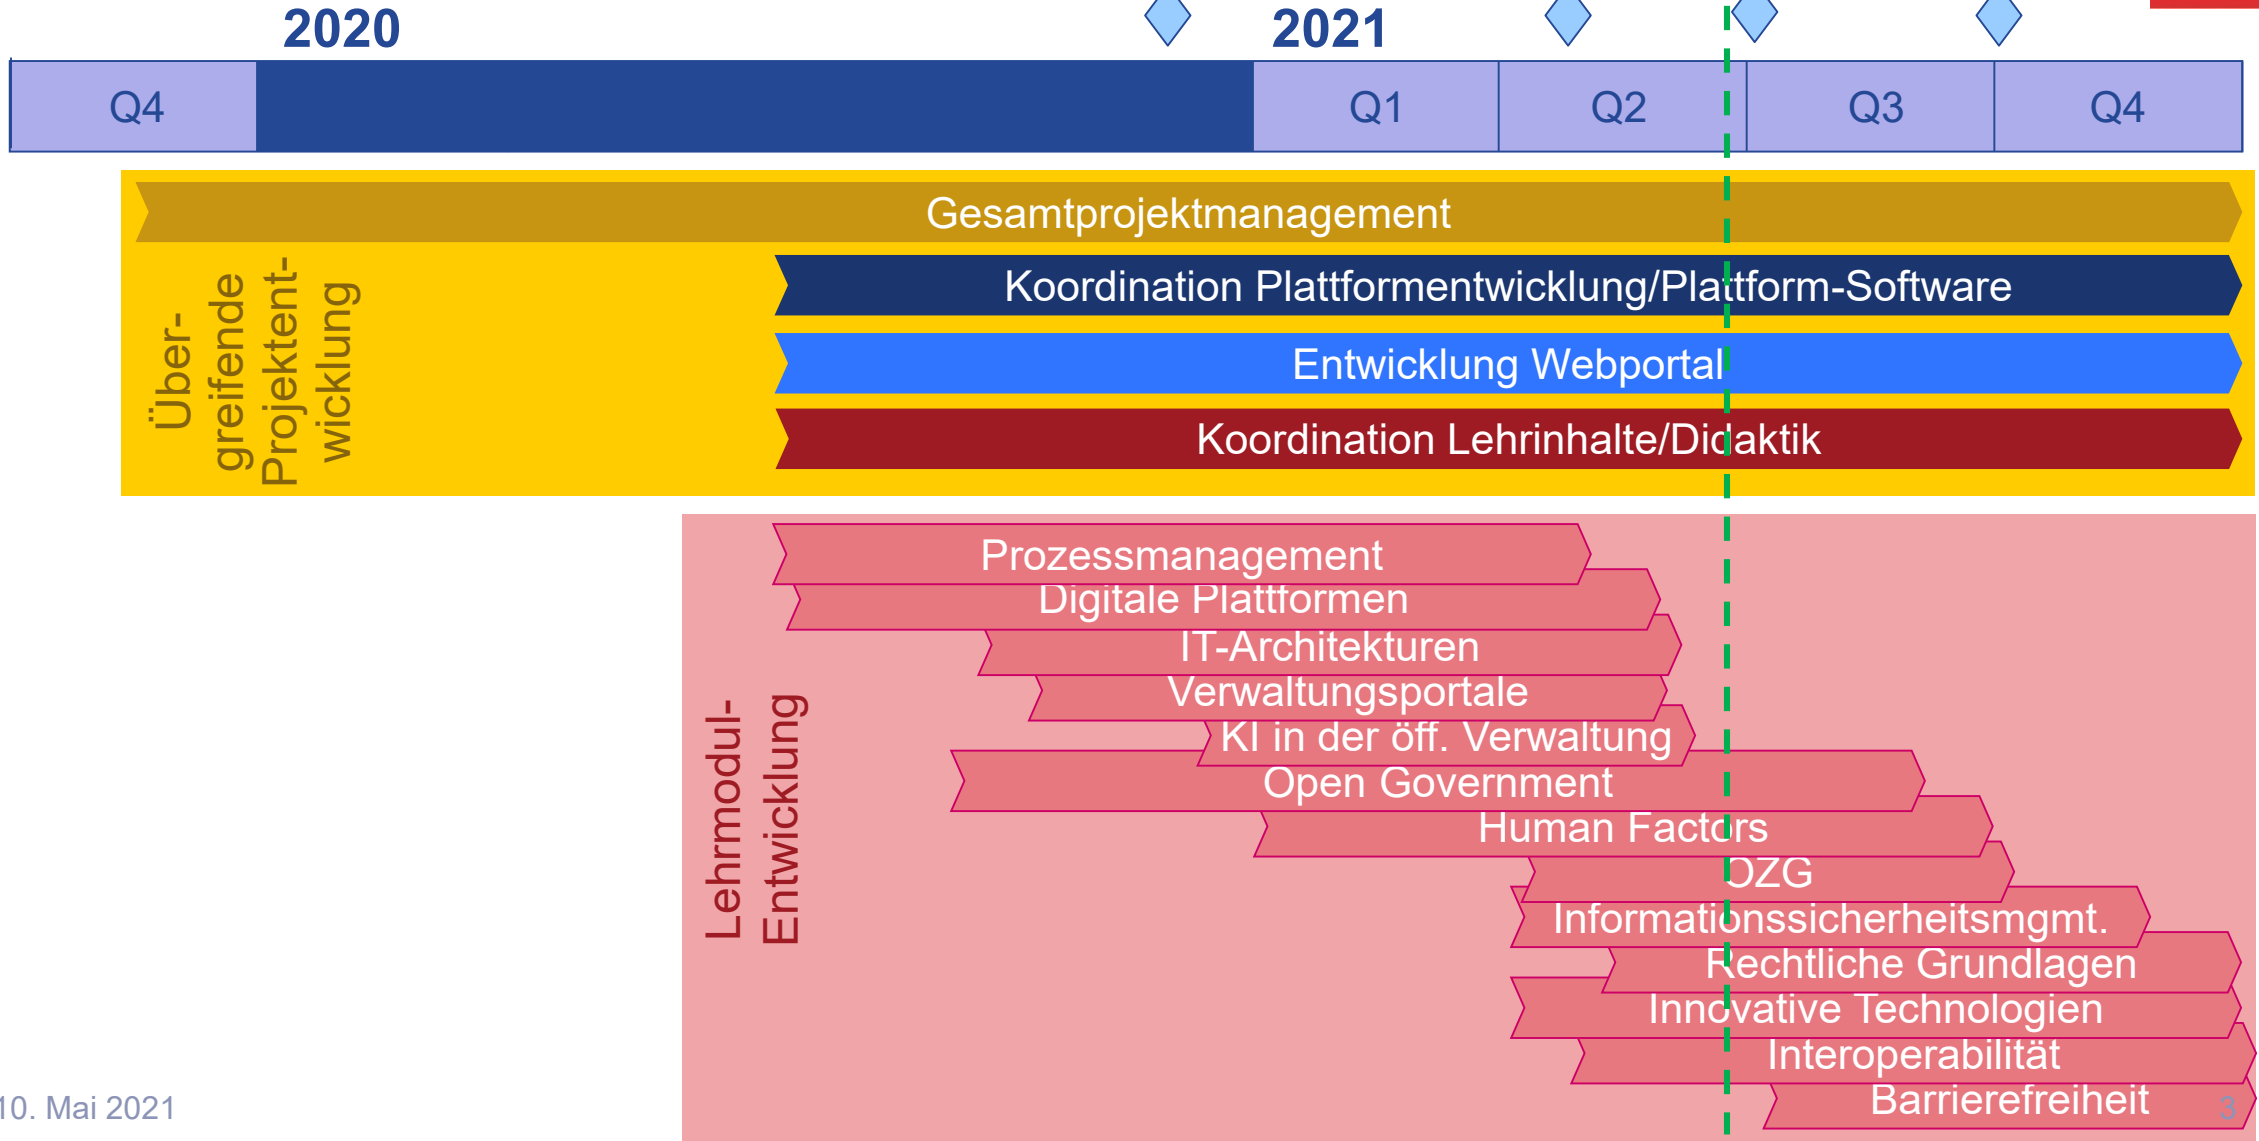 2020
2021
Q4
Q1
Q2
Q3
Q4
Gesamtprojektmanagement
Koordination Plattformentwicklung/Plattform-Software
Entwicklung Webportal
Koordination Lehrinhalte/Didaktik
Über-
greifende
Projektent-
wicklung
Prozessmanagement
Digitale Plattformen
IT-Architekturen
Verwaltungsportale
KI in der öff. Verwaltung
Open Government
Human Factors
OZG
Informationssicherheitsmgmt.
Rechtliche Grundlagen
Innovative Technologien
Interoperabilität
Barrierefreiheit
Lehrmodul-
Entwicklung
10. Mai 2021
3